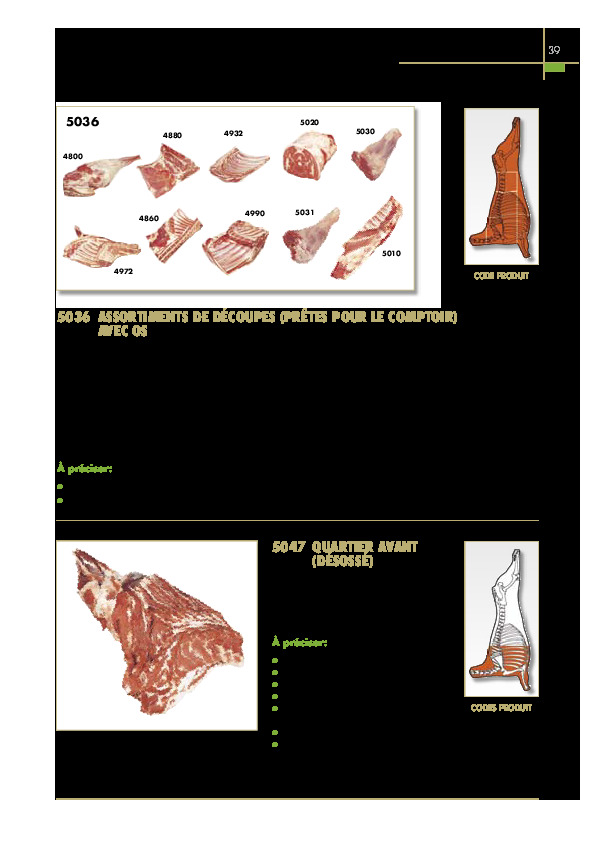 39
5036
4800
4880
4932
5020
5030
4972
4860
4990
5031
5010
CODE PRODUIT
5036 ASSORTIMENTS DE DÉCOUPES (PRÊTES POUR LE COMPTOIR)
AVEC OS
À préciser:
5047 QUARTIER AVANT
(DÉSOSSÉ)
À préciser:
CODES PRODUIT